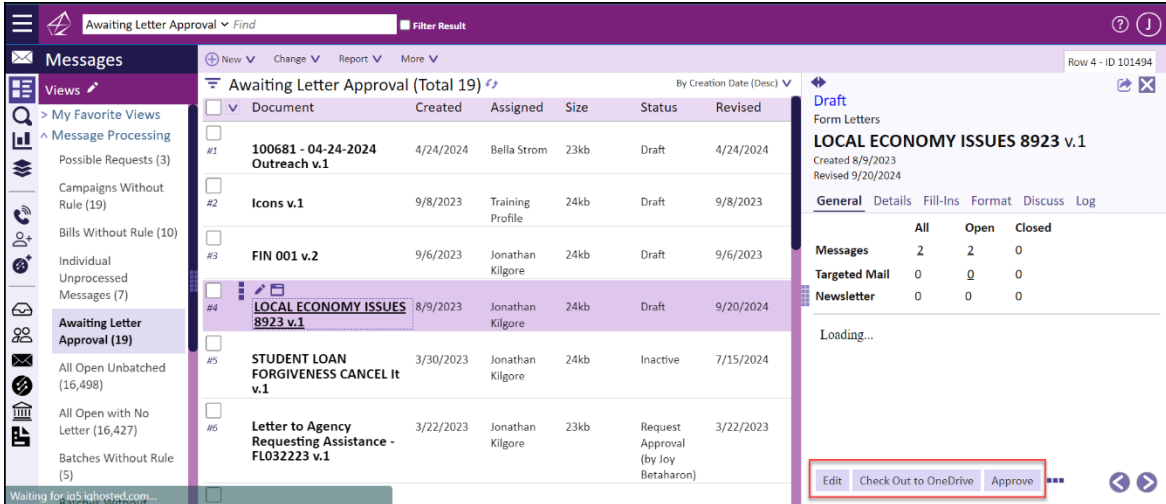 Awaiting Letter Approval Find
Filter Result
?
J
Messages
New Change Report More
Row 4 - ID 101494
Views
Awaiting Letter Approval (Total 19)
By Creation Date (Desc)
> My Favorite Views
Message Processing
Possible Requests (3)
Campaigns Without
Rule (19)
Bills Without Rule (10)
Individual
Unprocessed
Messages (7)
Awaiting Letter
Approval (19)
All Open Unbatched
(16,498)
All Open with No
Letter (16,427)
Batches Without Rule
(5)
Waiting for iq5.iqhosted.com...
Document Created Assigned Size Status Revised
#1 100681 - 04-24-2024 4/24/2024 Bella Strom 23kb Draft 4/24/2024
Outreach v.1
#2 Icons v.1 9/8/2023 Training 24kb Draft 9/8/2023
Profile
#3 FIN 001 v.2 9/6/2023 Jonathan 24kb Draft 9/6/2023
Kilgore
#4 LOCAL ECONOMY ISSUES 8/9/2023 Jonathan 24kb Draft 9/20/2024
8923 v.1 Kilgore
#5 STUDENT LOAN 3/30/2023 Jonathan 24kb Inactive 7/15/2024
FORGIVENESS CANCEL lt Kilgore
v.1
#6 Letter to Agency 3/22/2023 Jonathan 23kb Request 3/22/2023
Requesting Assistance - Kilgore Approval
FL032223 v.1 (by Joy
Betaharon)
Draft
Form Letters
LOCAL ECONOMY ISSUES 8923 v.1
Created 8/9/2023
Revised 9/20/2024
General Details Fill-Ins Format Discuss Log
All Open Closed
Messages 2 2 0
Targeted Mail 0 0 0
Newsletter 0 0 0
Loading...
Edit Check Out to OneDrive Approve